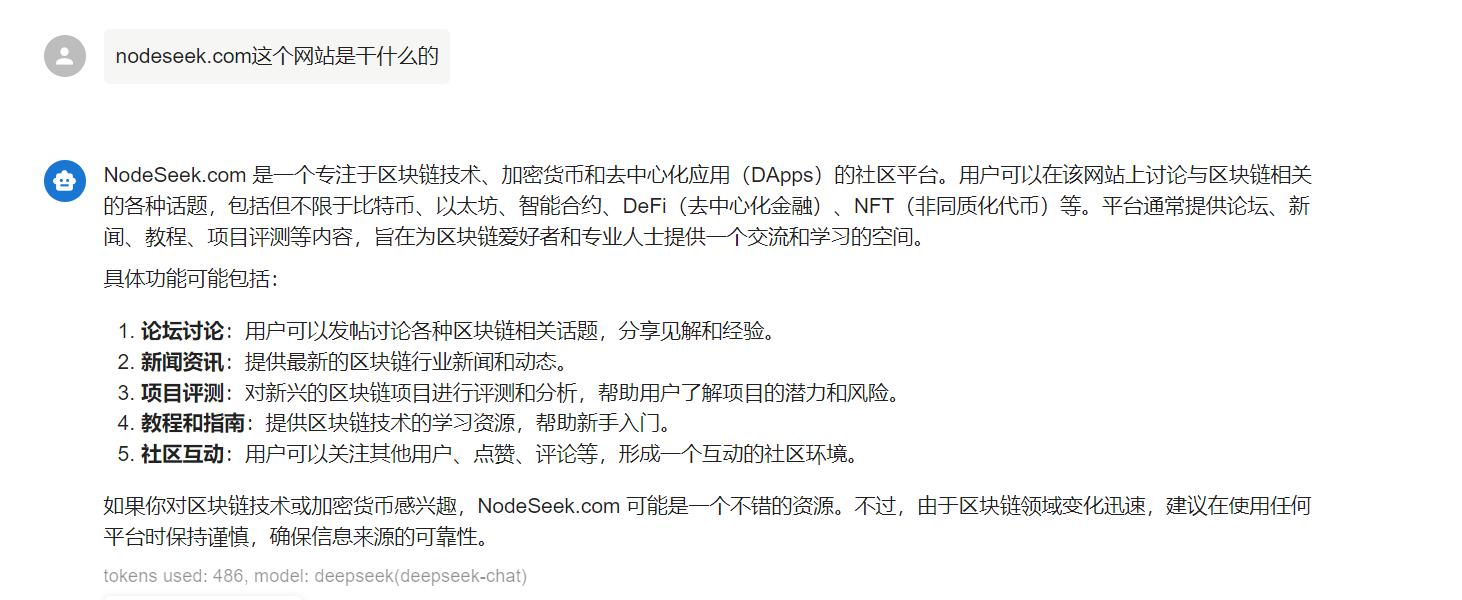 nodeseek.com这个网站是干什么的
NodeSeek.com 是一个专注于区块链技术、加密货币和去中心化应用（DApps）的社区平台。用户可以在该网站上讨论与区块链相关
的各种话题，包括但不限于比特币、以太坊、智能合约、DeFi（去中心化金融）、NFT（非同质化代币）等。平台通常提供论坛、新
闻、教程、项目评测等内容，旨在为区块链爱好者和专业人士提供一个交流和学习的空间。
具体功能可能包括：
1. 论坛讨论：用户可以发帖讨论各种区块链相关话题，分享见解和经验。
2. 新闻资讯：提供最新的区块链行业新闻和动态。
3. 项目评测：对新兴的区块链项目进行评测和分析，帮助用户了解项目的潜力和风险。
4. 教程和指南：提供区块链技术的学习资源，帮助新手入门。
5. 社区互动：用户可以关注其他用户、点赞、评论等，形成一个互动的社区环境。
如果你对区块链技术或加密货币感兴趣，NodeSeek.com 可能是一个不错的资源。不过，由于区块链领域变化迅速，建议在使用任何
平台时保持谨慎，确保信息来源的可靠性。
tokens used: 486, model: deepseek(deepseek-chat)